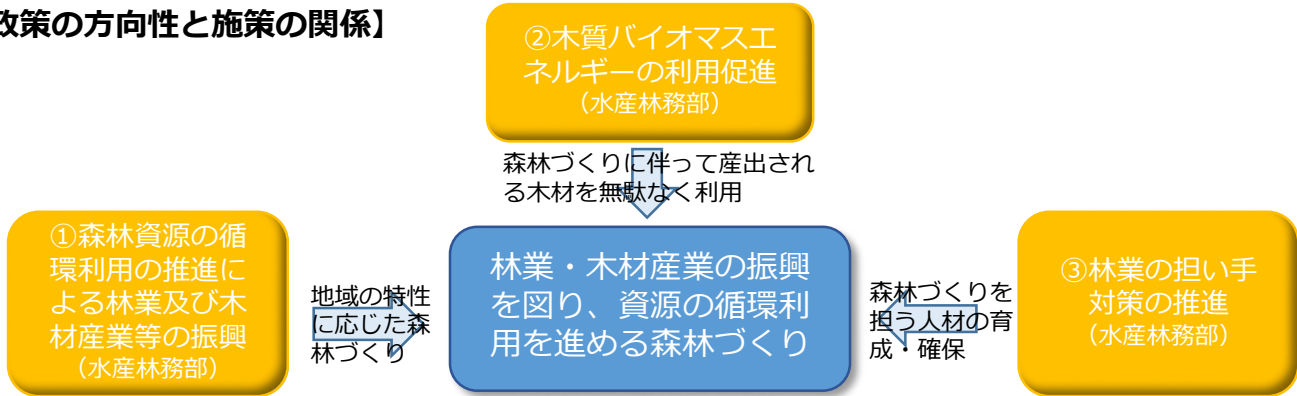 政策の方向性と施策の関係】
②木質バイオマスエ
ネルギーの利用促進
（水産林務部）
森林づくりに伴って産出され
る木材を無駄なく利用
①森林資源の循
環利用の推進に
よる林業及び木
材産業等の振興
（水産林務部）
地域の特性
に応じた森
林づくり
林業・木材産業の振興
を図り、資源の循環利
用を進める森林づくり
森林づくりを
担う人材の育
成・確保
③林業の担い手
対策の推進
（水産林務部）